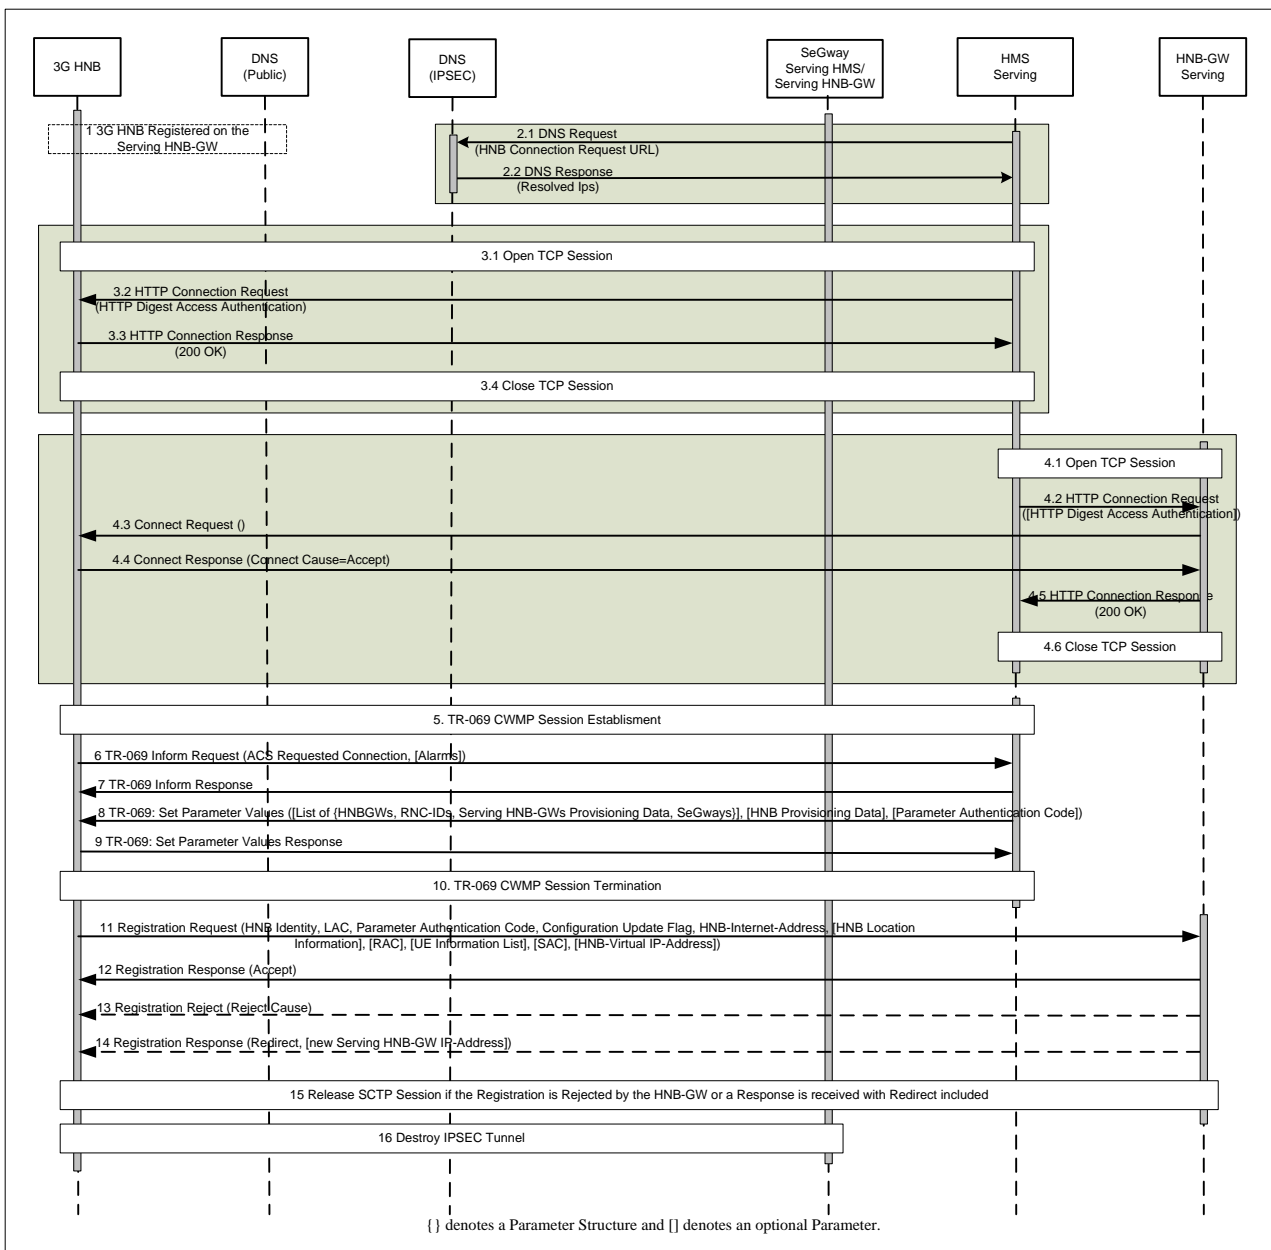 3G HNB
DNS
(Public)
DNS
(IPSEC)
SeGway
Serving HMS/
Serving HNB-GW
HMS
Serving
HNB-GW
Serving
1 3G HNB Registered on the
Serving HNB-GW
2.1 DNS Request
(HNB Connection Request URL)
2.2 DNS Response
(Resolved Ips)
3.1 Open TCP Session
3.2 HTTP Connection Request
(HTTP Digest Access Authentication)
3.3 HTTP Connection Response
(200 OK)
3.4 Close TCP Session
4.1 Open TCP Session
4.2 HTTP Connection Request
([HTTP Digest Access Authentication])
4.3 Connect Request ()
4.4 Connect Response (Connect Cause=Accept)
4.5 HTTP Connection Response
(200 OK)
4.6 Close TCP Session
5. TR-069 CWMP Session Establisment
6 TR-069 Inform Request (ACS Requested Connection, [Alarms])
7 TR-069 Inform Response
8 TR-069: Set Parameter Values ([List of {HNBGWs, RNC-IDs, Serving HNB-GWs Provisioning Data, SeGways}], [HNB Provisioning Data], [Parameter Authentication Code])
9 TR-069: Set Parameter Values Response
10. TR-069 CWMP Session Termination
11 Registration Request (HNB Identity, LAC, Parameter Authentication Code, Configuration Update Flag, HNB-Internet-Address, [HNB Location
Information], [RAC], [UE Information List], [SAC], [HNB-Virtual IP-Address])
12 Registration Response (Accept)
13 Registration Reject (Reject Cause)
14 Registration Response (Redirect, [new Serving HNB-GW IP-Address])
15 Release SCTP Session if the Registration is Rejected by the HNB-GW or a Response is received with Redirect included
16 Destroy IPSEC Tunnel
{} denotes a Parameter Structure and [] denotes an optional Parameter.